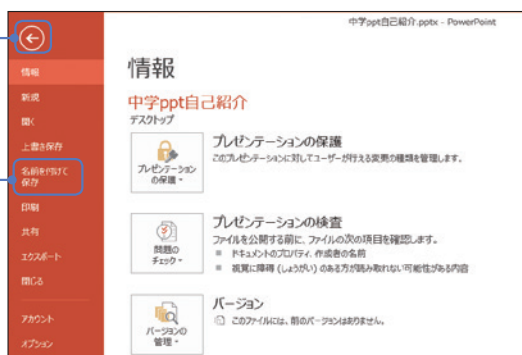 中学ppt自己紹介.pptx - PowerPoint
情報
新規
開く
上書き保存
名前を付けて
保存
印刷
共有
エクスポート
閉じる
アカウント
オプション
情報
中学ppt自己紹介
デスクトップ
プレゼンテーション
の保護
プレゼンテーションの保護
このプレゼンテーションに対してユーザーが行える変更の種類を管理します。
問題の
チェック
プレゼンテーションの検査
ファイルを公開する前に、ファイルの次の項目を確認します。
ドキュメントのプロパティ、作成者の名前
視覚に障碍 (しょうがい) のある方が読み取れない可能性がある内容
バージョンの
管理
バージョン
このファイルには、前のバージョンはありません。